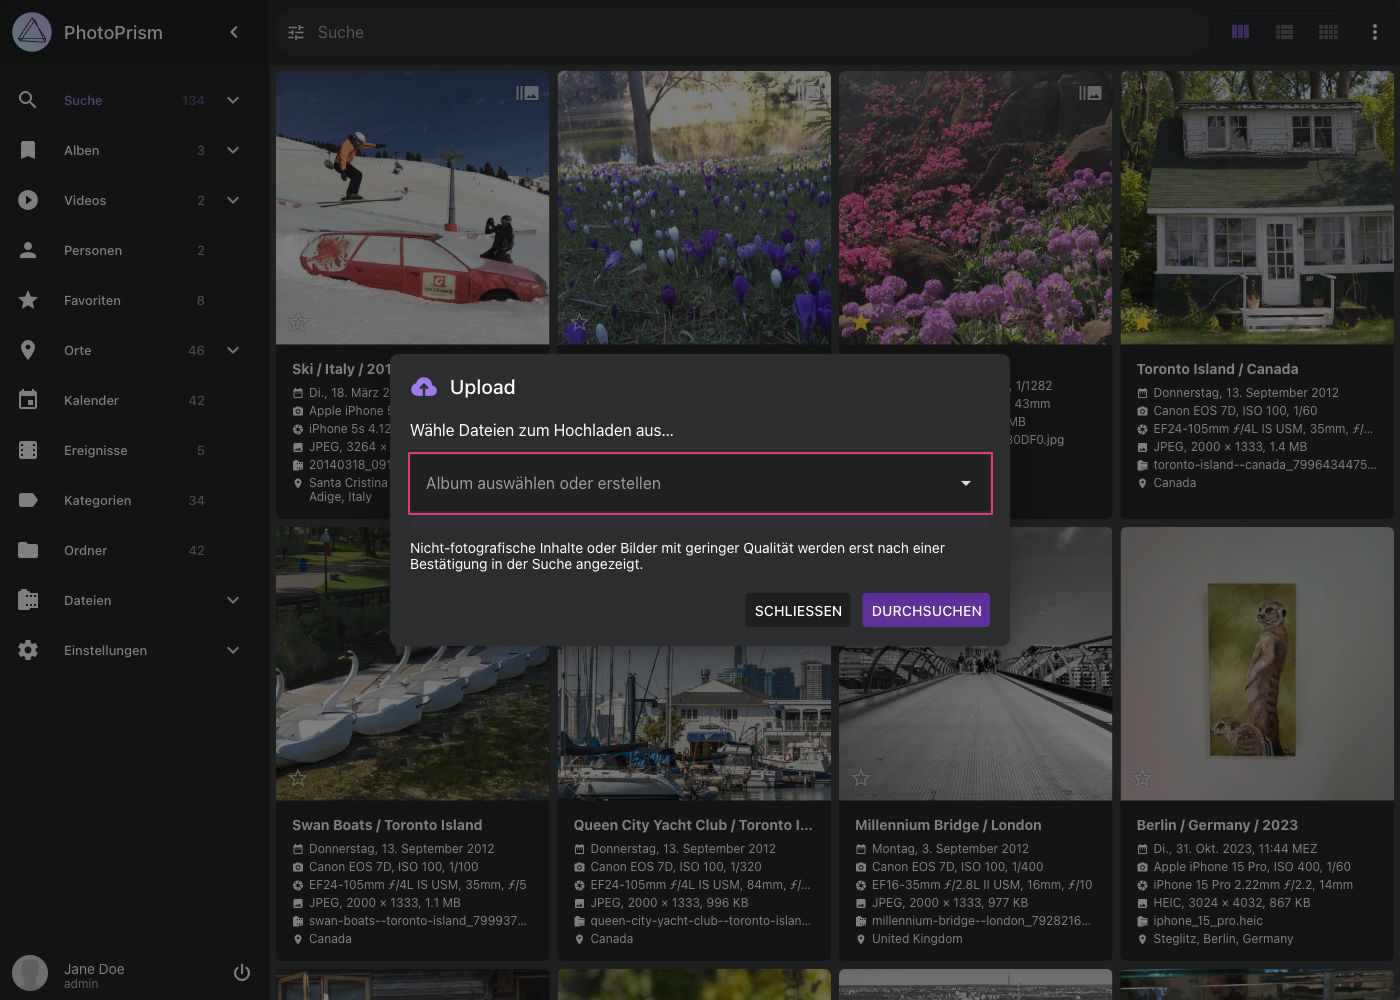 PhotoPrism
Suche
Suche 134
Alben 3
Videos 2
Personen 2
Favoriten 8
Orte 46
Kalender 42
Ereignisse 5
Kategorien 34
Ordner 42
Dateien
Einstellungen
Jane Doe
admin
Ski / Italy / 201
Di., 18. März 2
Apple iPhone
iPhone 5s 4.12
JPEG, 3264 ×
20140318_091
Santa Cristina
Adige, Italy
1/1282
43mm
MB
30DF0.jpg
Toronto Island / Canada
Donnerstag, 13. September 2012
Canon EOS 7D, ISO 100, 1/60
EF24-105mm ƒ/4L IS USM, 35mm, ƒ/...
JPEG, 2000 × 1333, 1.4 MB
toronto-island--canada_7996434475...
Canada
Upload
Wähle Dateien zum Hochladen aus...
Album auswählen oder erstellen
Nicht-fotografische Inhalte oder Bilder mit geringer Qualität werden erst nach einer
Bestätigung in der Suche angezeigt.
SCHLIESSEN
DURCHSUCHEN
Swan Boats / Toronto Island
Donnerstag, 13. September 2012
Canon EOS 7D, ISO 100, 1/100
EF24-105mm ƒ/4L IS USM, 35mm, ƒ/5
JPEG, 2000 × 1333, 1.1 MB
swan-boats--toronto-island_799937...
Canada
Queen City Yacht Club / Toronto I...
Donnerstag, 13. September 2012
Canon EOS 7D, ISO 100, 1/320
EF24-105mm ƒ/4L IS USM, 84mm, ƒ/...
JPEG, 2000 × 1333, 996 KB
queen-city-yacht-club--toronto-islan...
Canada
Millennium Bridge / London
Montag, 3. September 2012
Canon EOS 7D, ISO 100, 1/400
EF16-35mm ƒ/2.8L II USM, 16mm, ƒ/10
JPEG, 2000 × 1333, 977 KB
millennium-bridge--london_7928216...
United Kingdom
Berlin / Germany / 2023
Di., 31. Okt. 2023, 11:44 MEZ
Apple iPhone 15 Pro, ISO 400, 1/60
iPhone 15 Pro 2.22mm ƒ/2.2, 14mm
HEIC, 3024 × 4032, 867 KB
iphone_15_pro.heic
Steglitz, Berlin, Germany